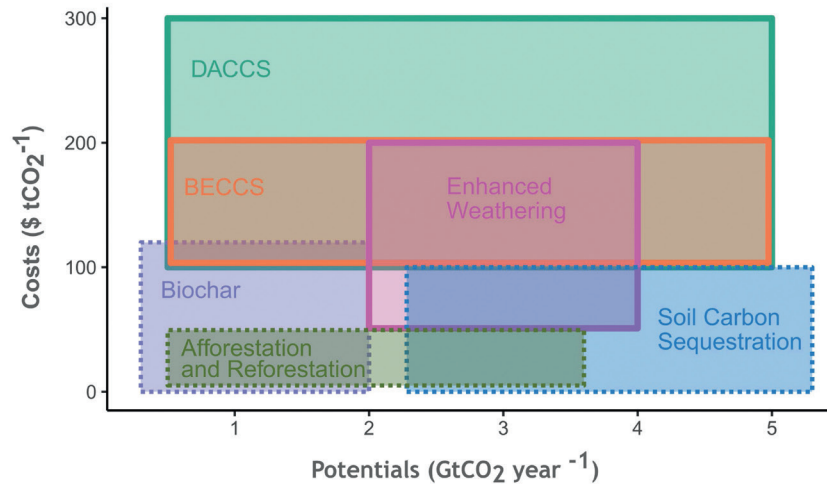 Costs ($ tCO2-1)
300
200
100
0
DACCS
BECCS
Enhanced
Weathering
Biochar
Soil Carbon
Sequestration
Afforestation
and Reforestation
1
2
3
4
5
Potentials (GtCO2 year -1)